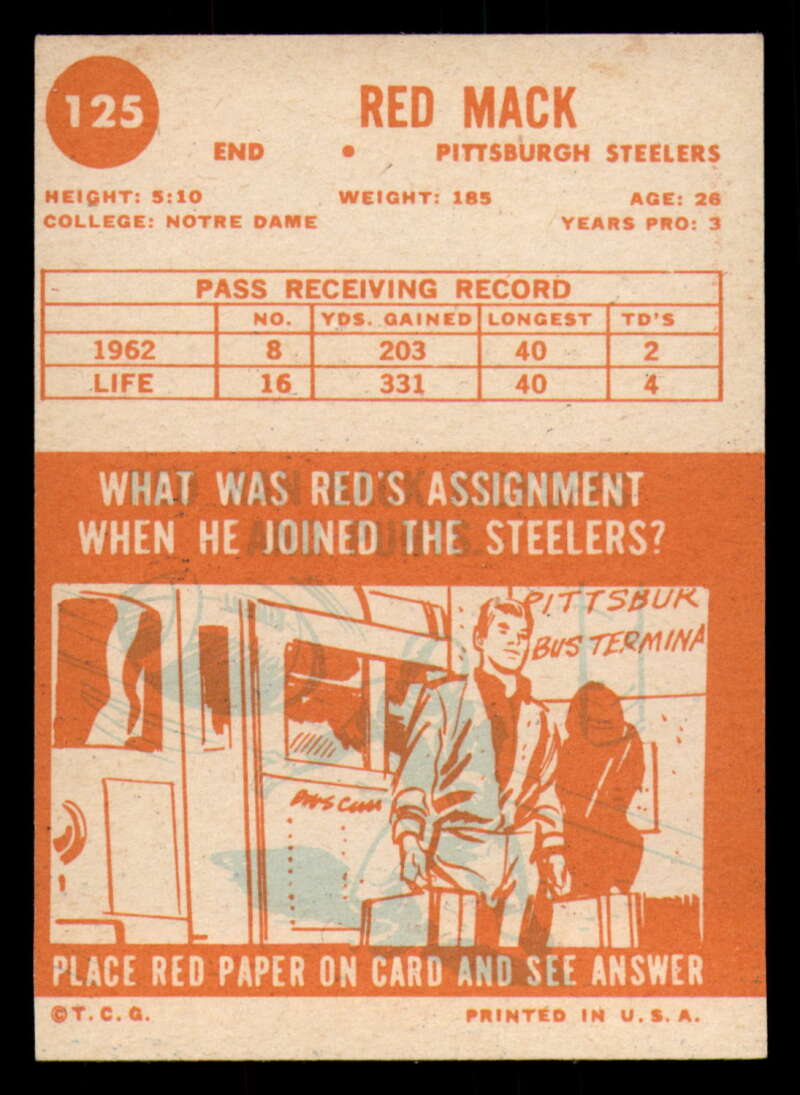 125
RED MACK
END • PITTSBURGH STEELERS
HEIGHT: 5:10 WEIGHT: 185 AGE: 26
COLLEGE: NOTRE DAME YEARS PRO: 3
PASS RECEIVING RECORD
NO. YDS. GAINED LONGEST TD'S
1962 8 203 40 2
LIFE 16 331 40 4
WHAT WAS RED'S ASSIGNMENT
WHEN HE JOINED THE STEELERS?
PITTSBUR
BUS TERMINA
PLACE RED PAPER ON CARD AND SEE ANSWER
©T.C.G. PRINTED IN U.S.A.